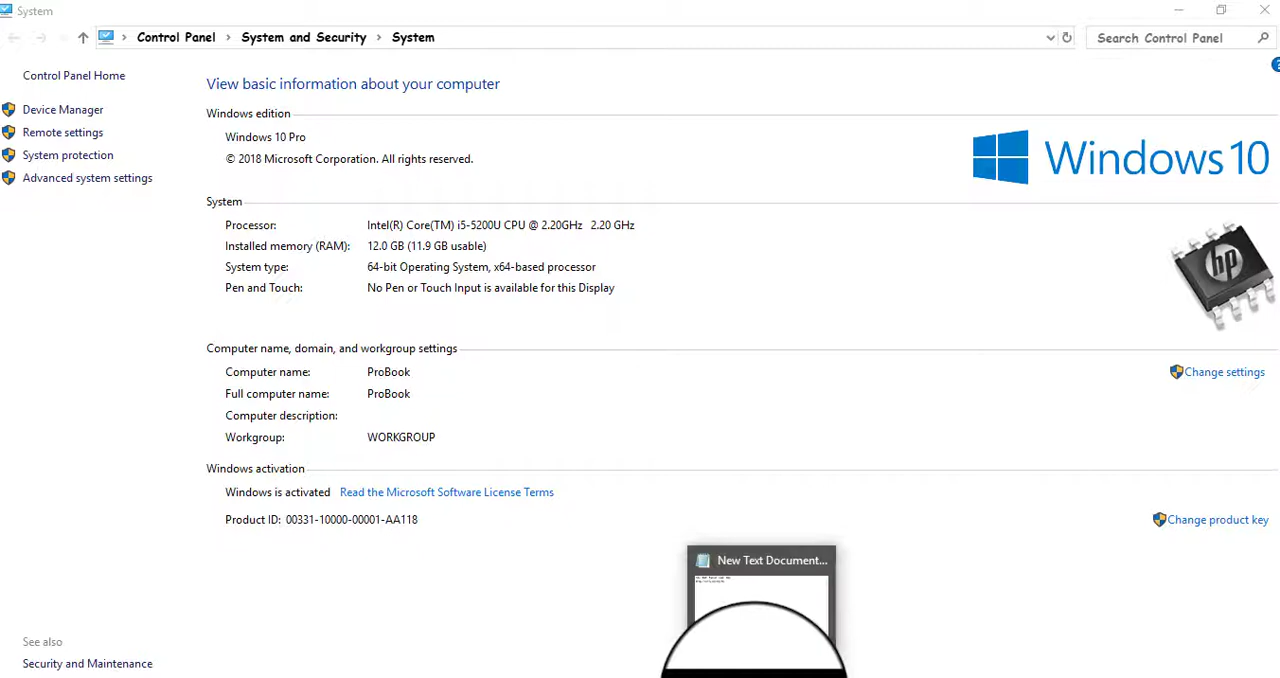 System
Control Panel > System and Security > System
Search Control Panel
Control Panel Home
Device Manager
Remote settings
System protection
Advanced system settings
View basic information about your computer
Windows edition
Windows 10 Pro
© 2018 Microsoft Corporation. All rights reserved.
Windows 10
System
Processor: Intel(R) Core(TM) i5-5200U CPU @ 2.20GHz 2.20 GHz
Installed memory (RAM): 12.0 GB (11.9 GB usable)
System type: 64-bit Operating System, x64-based processor
Pen and Touch: No Pen or Touch Input is available for this Display
hp
Computer name, domain, and workgroup settings
Computer name: ProBook
Change settings
Full computer name: ProBook
Computer description:
Workgroup: WORKGROUP
Windows activation
Windows is activated Read the Microsoft Software License Terms
Product ID: 00331-10000-00001-AA118
Change product key
New Text Document...
See also
Security and Maintenance